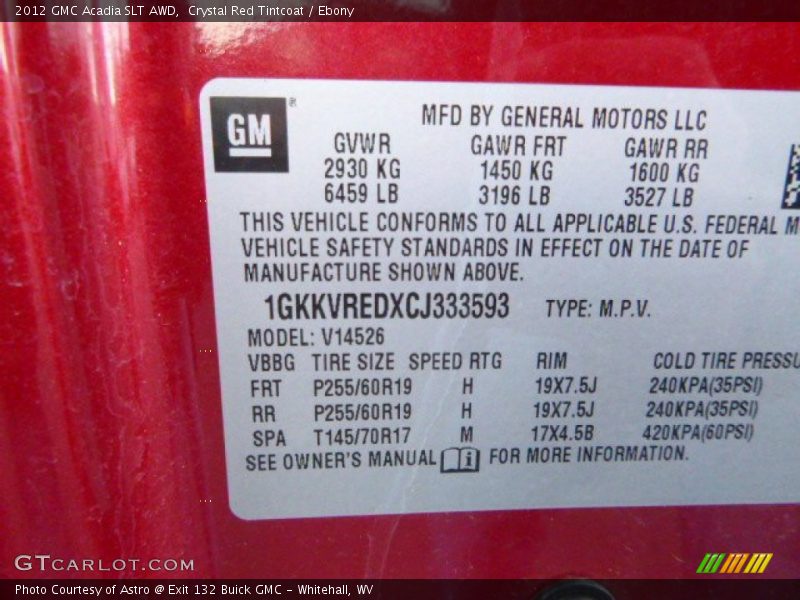 2012 GMC Acadia SLT AWD,  Crystal Red Tintcoat / Ebony
GM ®
MFD BY GENERAL MOTORS LLC
GVWR GAWR FRT GAWR RR
2930 KG 1450 KG 1600 KG
6459 LB 3196 LB 3527 LB
THIS VEHICLE CONFORMS TO ALL APPLICABLE U.S. FEDERAL M
VEHICLE SAFETY STANDARDS IN EFFECT ON THE DATE OF
MANUFACTURE SHOWN ABOVE.
1GKKVREDXCJ333593 TYPE: M.P.V.
MODEL: V14526
VBBG TIRE SIZE SPEED RTG RIM COLD TIRE PRESSU
FRT P255/60R19 H 19X7.5J 240KPA(35PSI)
RR P255/60R19 H 19X7.5J 240KPA(35PSI)
SPA T145/70R17 M 17X4.5B 420KPA(60PSI)
SEE OWNER'S MANUAL i FOR MORE INFORMATION.
GTCARLOT.COM
Photo Courtesy of Astro @ Exit 132 Buick GMC - Whitehall, WV